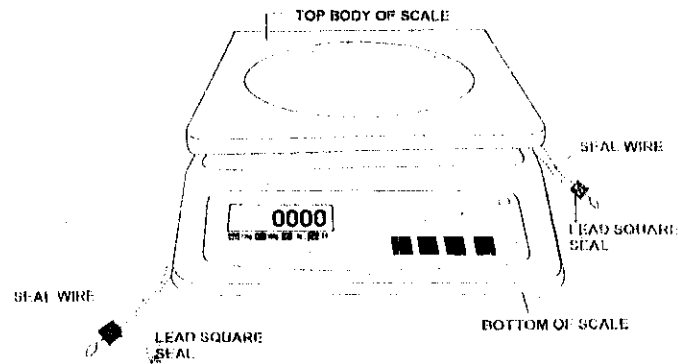 TOP BODY OF SCALE
SEAL WIRE
0000
LEAD SQUARE
SEAL
SEAL WIRE
BOTTOM OF SCALE
LEAD SQUARE
SEAL